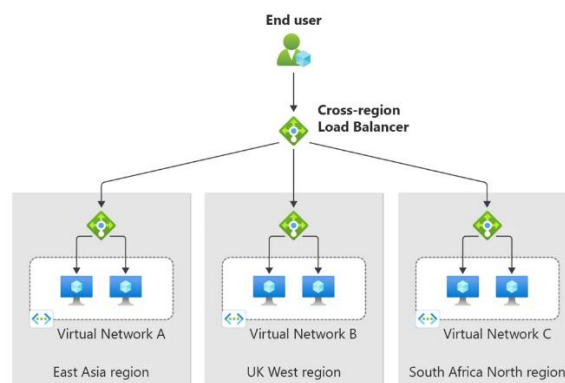 End user
Cross-region
Load Balancer
Virtual Network A
Virtual Network B
Virtual Network C
East Asia region
UK West region
South Africa North region